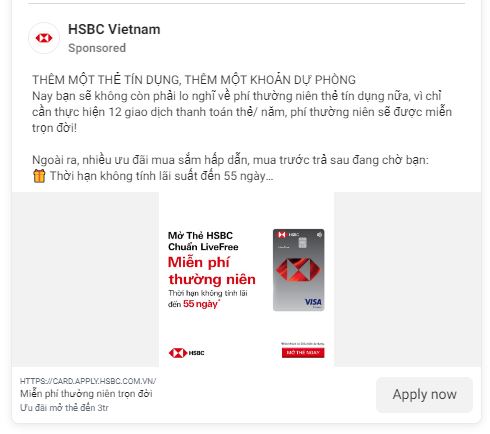 HSBC Vietnam
Sponsored
THÊM MỘT THẺ TÍN DỤNG, THÊM MỘT KHOẢN DỰ PHÒNG
Nay bạn sẽ không còn phải lo nghĩ về phí thường niên thẻ tín dụng nữa, vì chỉ
cần thực hiện 12 giao dịch thanh toán thẻ/ năm, phí thường niên sẽ được miễn
trọn đời!
Ngoài ra, nhiều ưu đãi mua sắm hấp dẫn, mua trước trả sau đang chờ bạn:
🎁 Thời hạn không tính lãi suất đến 55 ngày...
Mở Thẻ HSBC
Chuẩn LiveFree
Miễn phí
thường niên
Thời hạn không tính lãi
đến 55 ngày*
HSBC
VISA
HSBC
MỞ THẺ NGAY
HTTPS://CARD.APPLY.HSBC.COM.VN/
Miễn phí thường niên trọn đời
Ưu đãi mở thẻ đến 3tr
Apply now